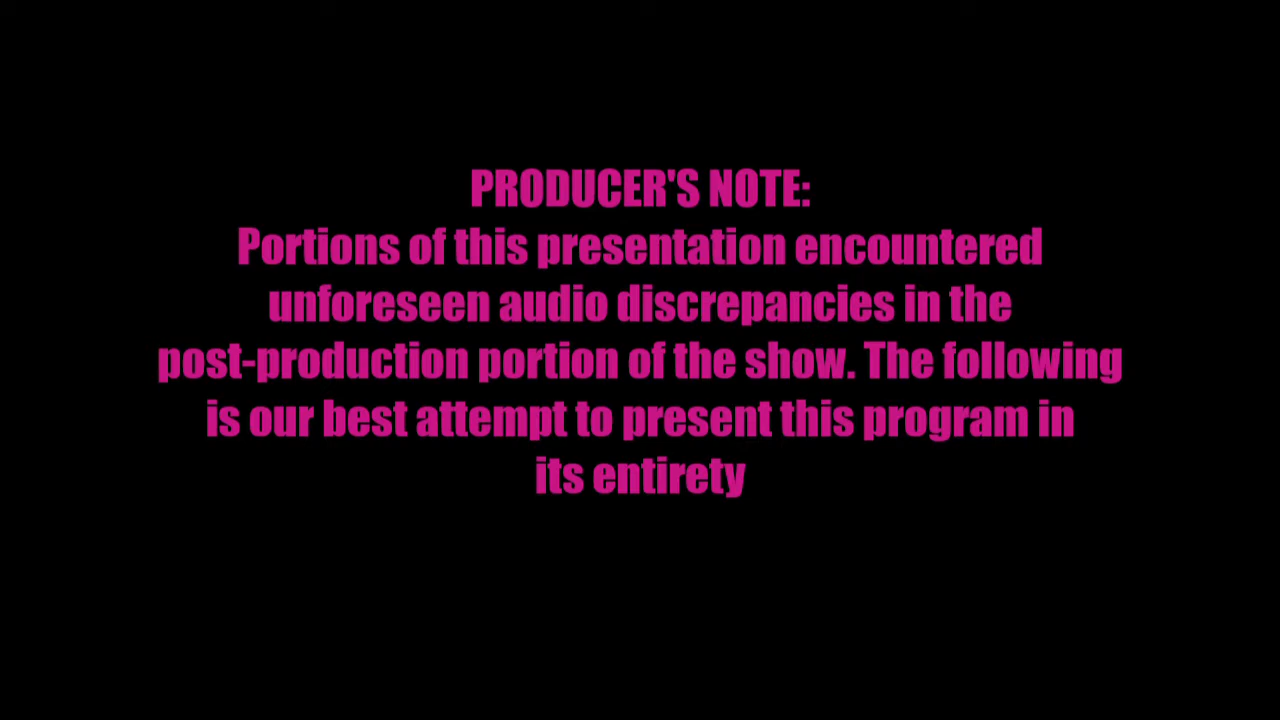 PRODUCER'S NOTE:
Portions of this presentation encountered
unforeseen audio discrepancies in the
post-production portion of the show. The following
is our best attempt to present this program in
its entirety